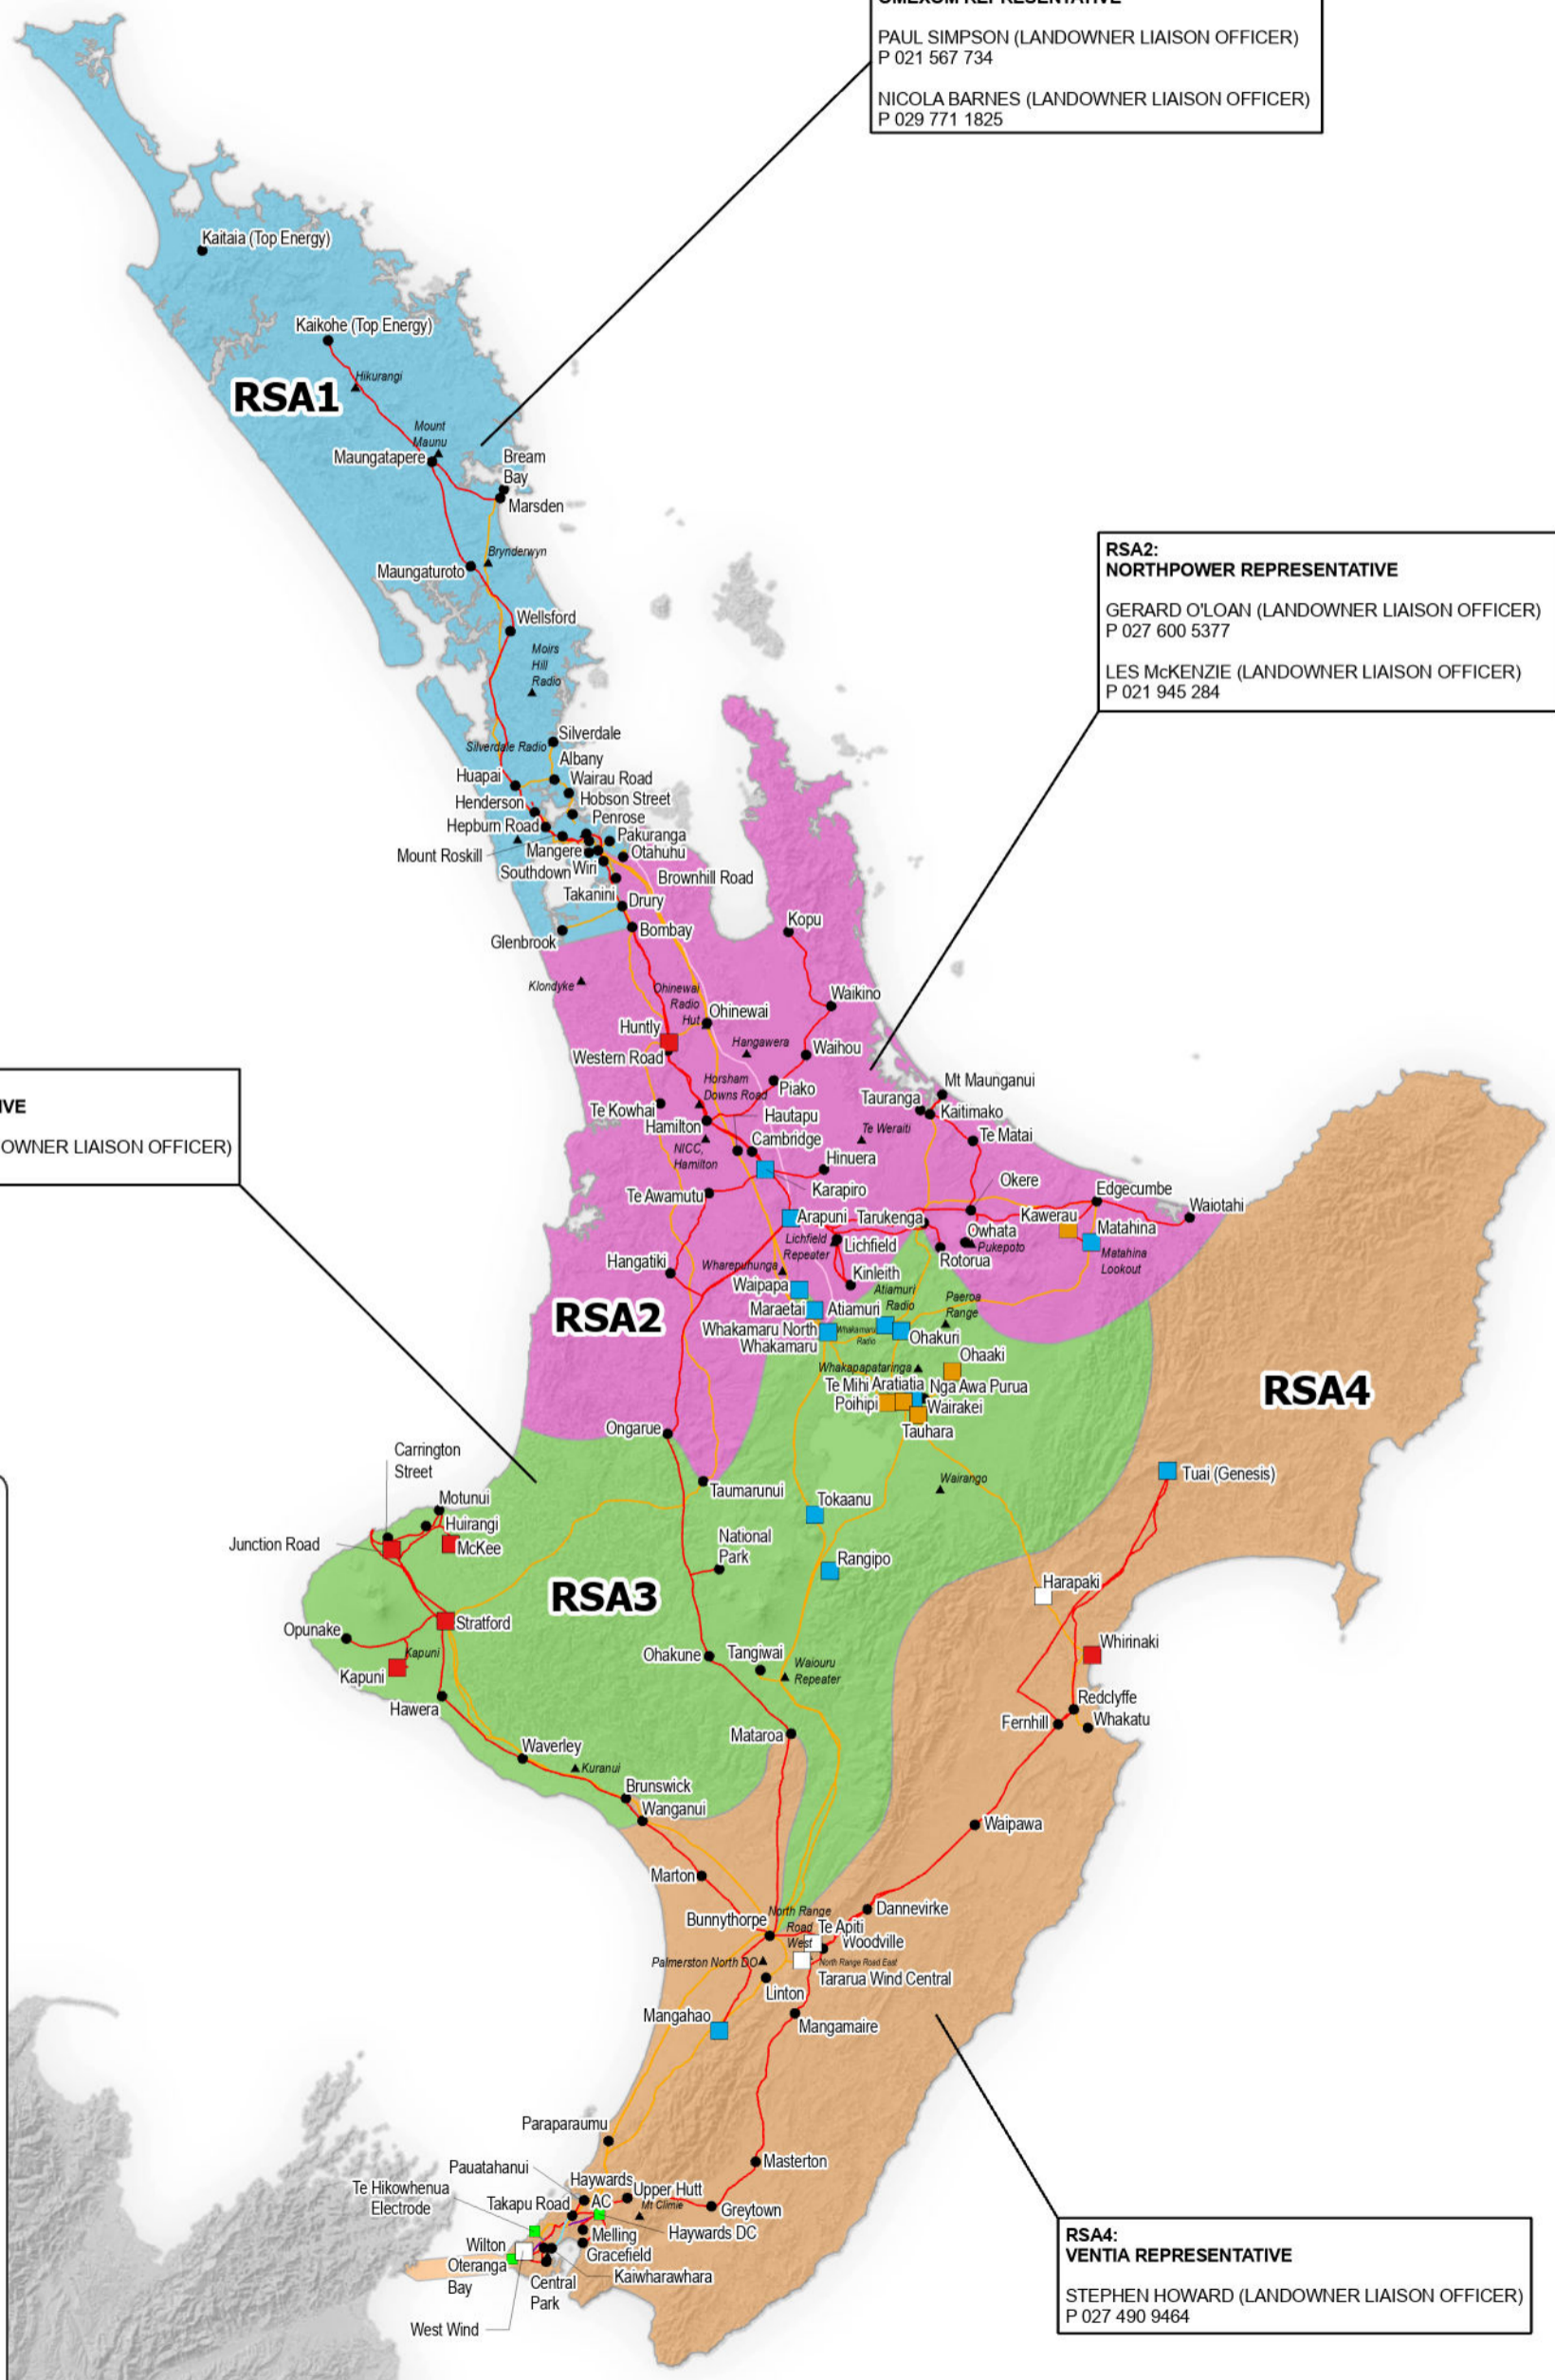 PAUL SIMPSON (LANDOWNER LIAISON OFFICER)
P 021 567 734
NICOLA BARNES (LANDOWNER LIAISON OFFICER)
P 029 771 1825
Kaitaia (Top Energy)
Kaikohe (Top Energy)
Hikurangi
RSA1
Mount
Maunu
Maungatapere
Bream
Bay
Marsden
Brynderwyn
Maungaturoto
RSA2:
NORTHPOWER REPRESENTATIVE
GERARD O'LOAN (LANDOWNER LIAISON OFFICER)
P 027 600 5377
LES McKENZIE (LANDOWNER LIAISON OFFICER)
P 021 945 284
Wellsford
Moirs
Hill
Radio
Silverdale
Silverdale Radio
Albany
Huapai
Wairau Road
Henderson
Hobson Street
Penrose
Hepburn Road
Pakuranga
Mount Roskill
Mangere
Otahuhu
Southdown
Wiri
Brownhill Road
Takanini
Drury
Glenbrook
Bombay
Kopu
Klondyke
Ohinewai
Radio
Hut
Waikino
Ohinewai
Huntly
Hangawera
Western Road
Waihou
Horsham
Downs Road
Piako
Mt Maunganui
Tauranga
Te Kowhai
Kaitimako
Hamilton
Hautapu
Te Weraiti
Te Matai
Cambridge
NICC,
Hamilton
Hinuera
Okere
Karapiro
Te Awamutu
Edgecumbe
Waiotahi
Arapuni
Tarukenga
Kawerau
Matahina
Owhata
Pukepoto
Lichfield
Repeater
Lichfield
Rotorua
Matahina
Lookout
Hangatiki
Wharepuhunga
Kinleith
Waipapa
Atiamuri
Radio
Paeroa
Range
RSA2
Maraetai
Atiamuri
Whakamaru North
Whakamaru
Radio
Ohakuri
Whakamaru
Ohaaki
Whakapapataringa
Te Mihi
Aratiatia
Nga Awa Purua
Poihipi
Wairakei
Tauhara
RSA4
IVE
OWNER LIAISON OFFICER)
Ongarue
Carrington
Street
Taumarunui
Wairango
Tuai (Genesis)
Motunui
Tokaanu
Huirangi
Junction Road
McKee
National
Park
Rangipo
RSA3
Harapaki
Opunake
Stratford
Kapuni
Kapuni
Ohakune
Tangiwai
Waiouru
Repeater
Whirinaki
Hawera
Redclyffe
Fernhill
Whakatu
Mataroa
Waverley
Kuranui
Brunswick
Wanganui
Waipawa
Marton
Dannevirke
Bunnythorpe
North Range
Road
West
Te Apiti
Woodville
Palmerston North DO
North Range Road East
Tararua Wind Central
Linton
Mangahao
Mangamaire
Paraparaumu
Masterton
Pauatahanui
Haywards
AC
Upper Hutt
Te Hikowhenua
Electrode
Takapu Road
Mt Climie
Greytown
Melling
Haywards DC
Wilton
Gracefield
Oteranga
Bay
Central
Park
Kaiwharawhara
West Wind
RSA4:
VENTIA REPRESENTATIVE
STEPHEN HOWARD (LANDOWNER LIAISON OFFICER)
P 027 490 9464